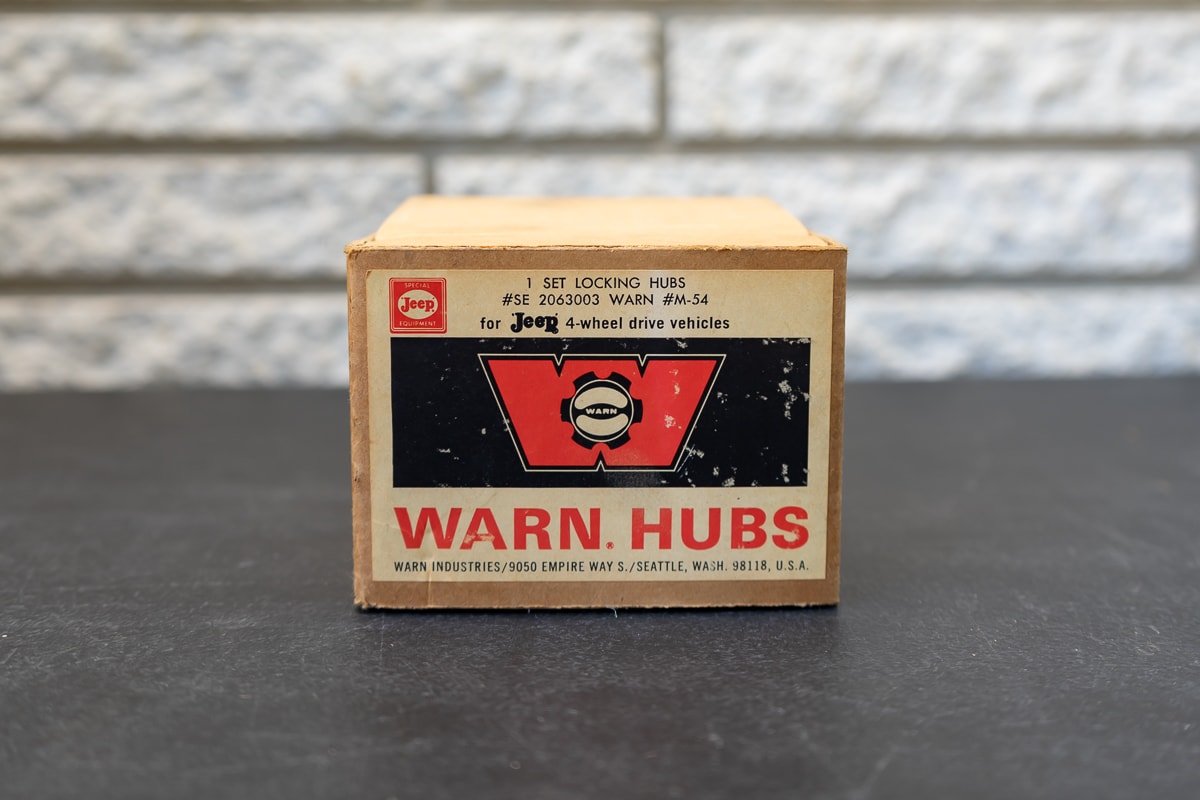 SPECIAL
Jeep
EQUIPMENT
1 SET LOCKING HUBS
#SE 2063003 WARN #M-54
for Jeep 4-wheel drive vehicles
WARN
WARN® HUBS
WARN INDUSTRIES/9050 EMPIRE WAY S./SEATTLE, WASH. 98118, U.S.A.